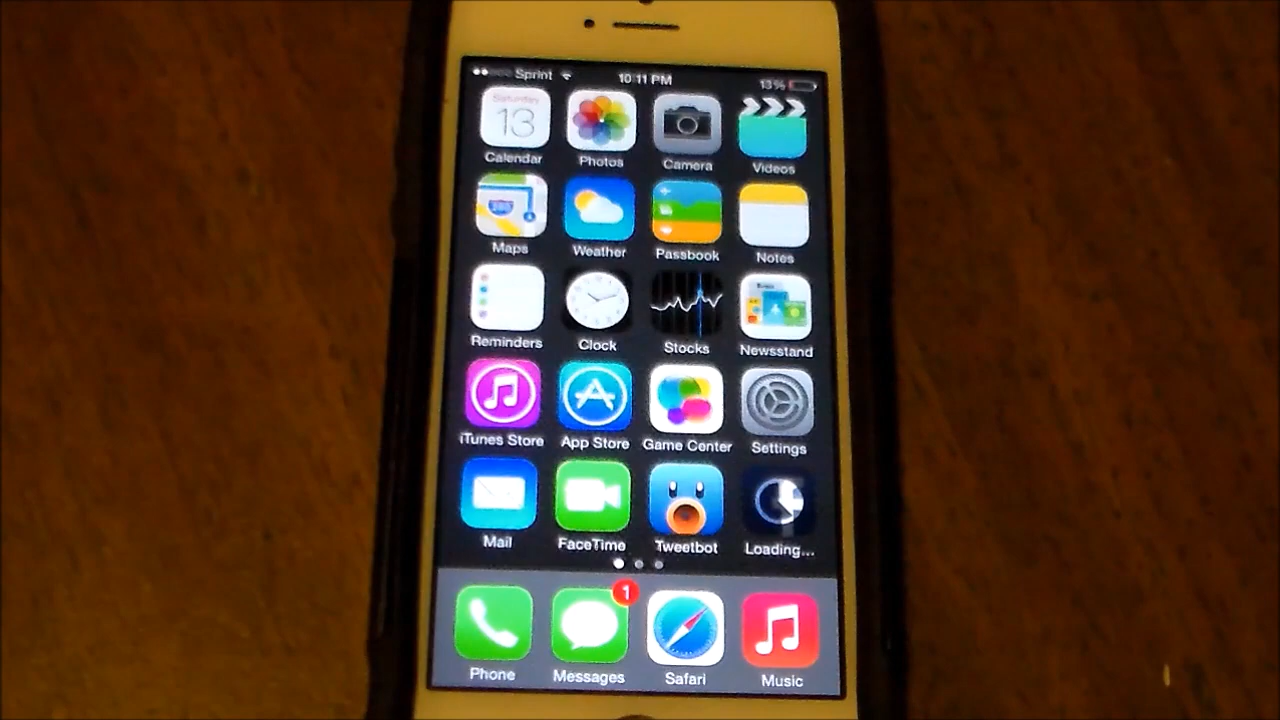 Sprint 10:11 PM 13%
Saturday
13
Calendar Photos Camera Videos
280
Maps Weather Passbook Notes
Reminders Clock Stocks Newsstand
iTunes Store App Store Game Center Settings
Mail FaceTime Tweetbot Loading...
1
Phone Messages Safari Music